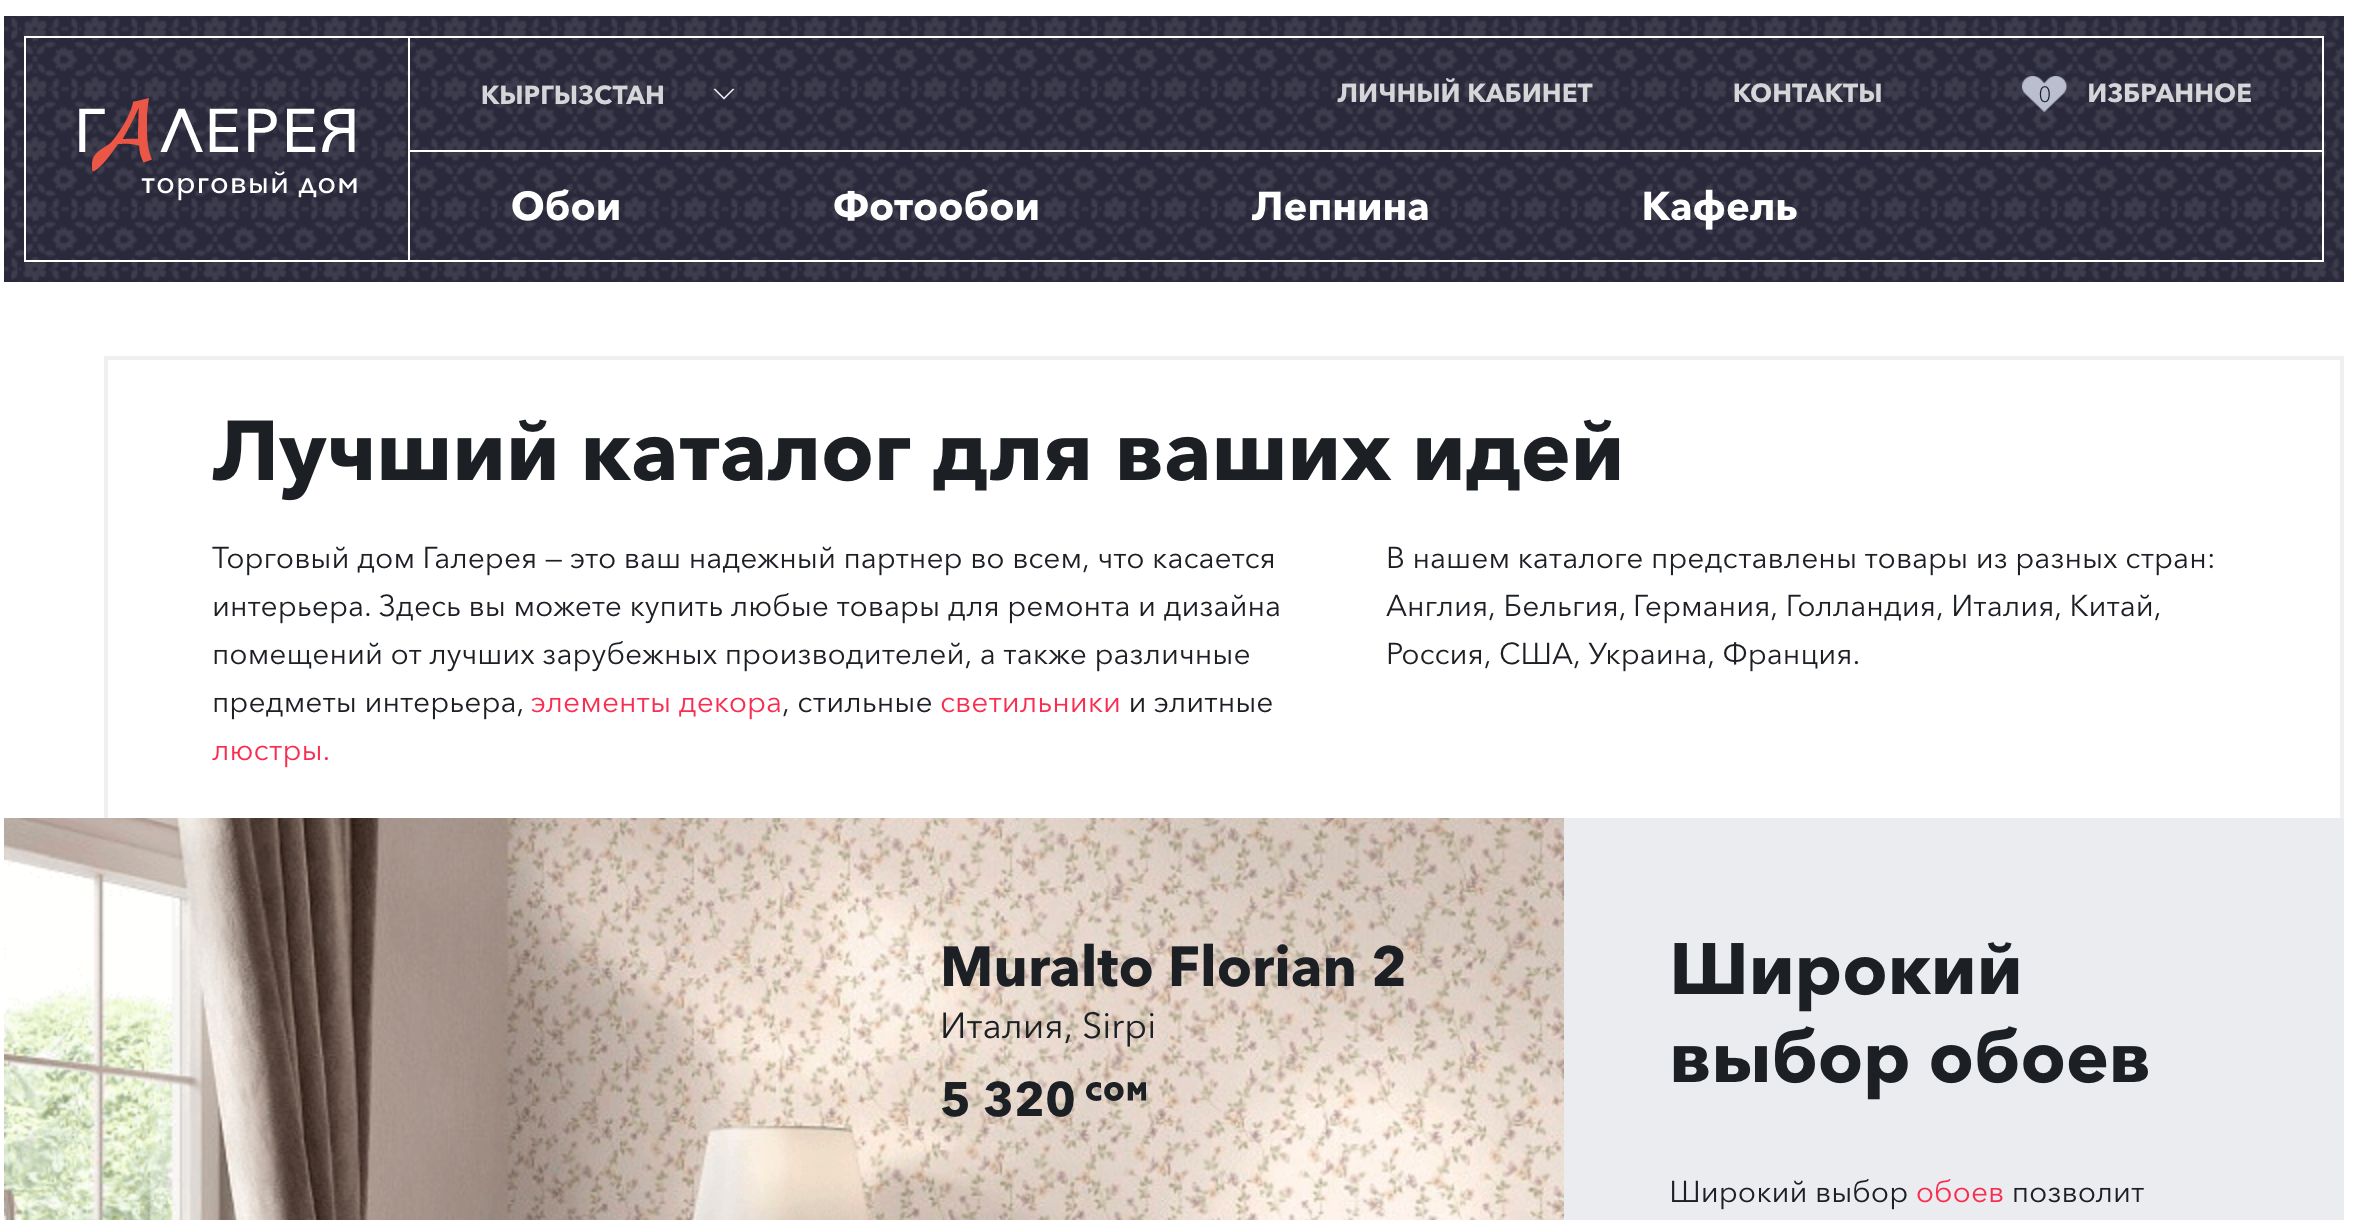 ГАЛЕРЕЯ
торговый дом
КЫРГЫЗСТАН
ЛИЧНЫЙ КАБИНЕТ
КОНТАКТЫ
0
ИЗБРАННОЕ
Обои
Фотообои
Лепнина
Кафель
Лучший каталог для ваших идей
Торговый дом Галерея — это ваш надежный партнер во всем, что касается
интерьера. Здесь вы можете купить любые товары для ремонта и дизайна
помещений от лучших зарубежных производителей, а также различные
предметы интерьера, элементы декора, стильные светильники и элитные
люстры.
В нашем каталоге представлены товары из разных стран:
Англия, Бельгия, Германия, Голландия, Италия, Китай,
Россия, США, Украина, Франция.
Muralto Florian 2
Италия, Sirpi
5 320 сом
Широкий
выбор обоев
Широкий выбор обоев позволит